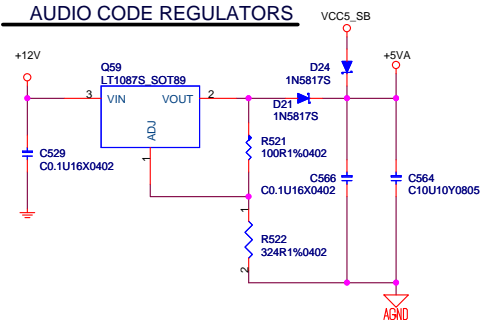 AUDIO CODE REGULATORS
VCC5_SB
+12V
Q59
LT1087S_SOT89
D24
1N5817S
+5VA
3
VIN
VOUT
2
ADJ
1
D21
1N5817S
C529
C0.1U16X0402
R521
100R1%0402
C566
C0.1U16X0402
C564
C10U10Y0805
1
R522
324R1%0402
2
AGND